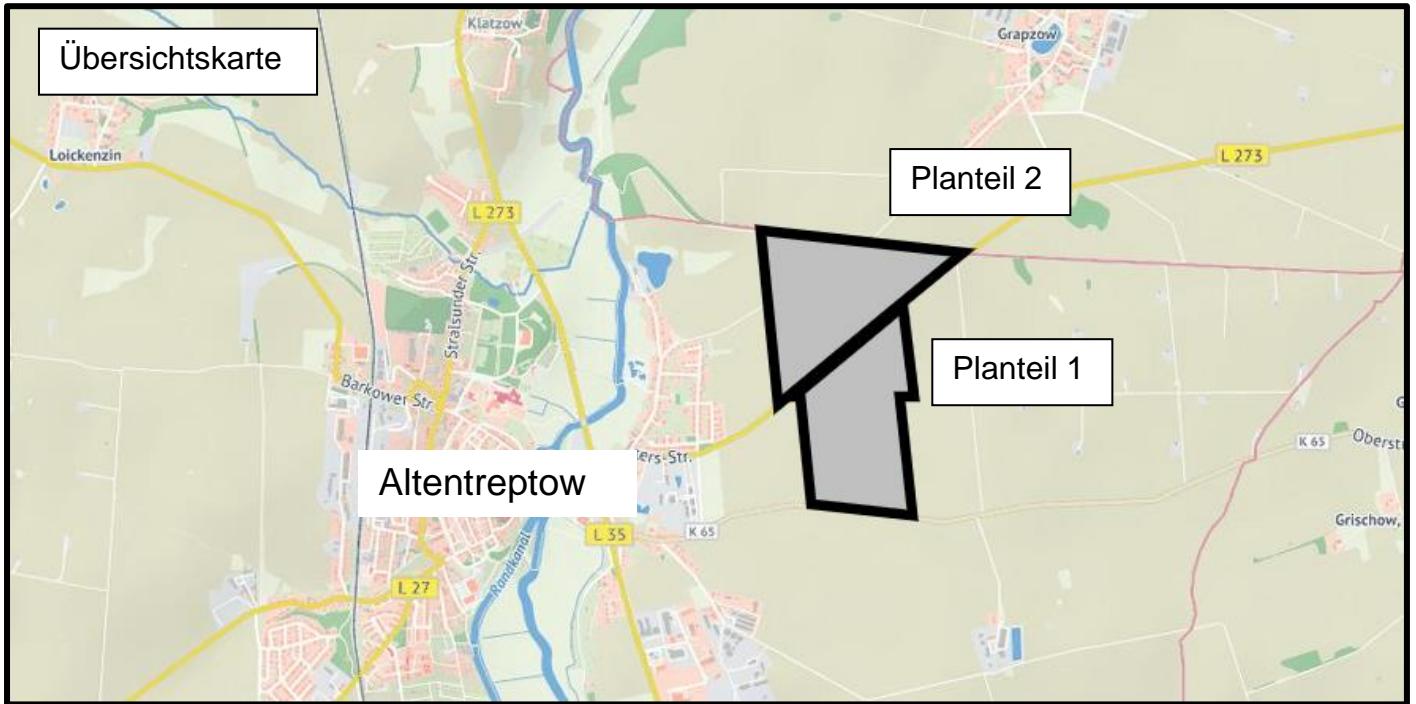 Übersichtskarte
Klatzow
Grapzow
Loickenzin
L 273
Planteil 2
L 273
Stralsunder Str.
Planteil 1
Barkower Str.
K 65
ters-Str.
Altentreptow
L 35
K 65
Grischow,
Randkanal
L 27